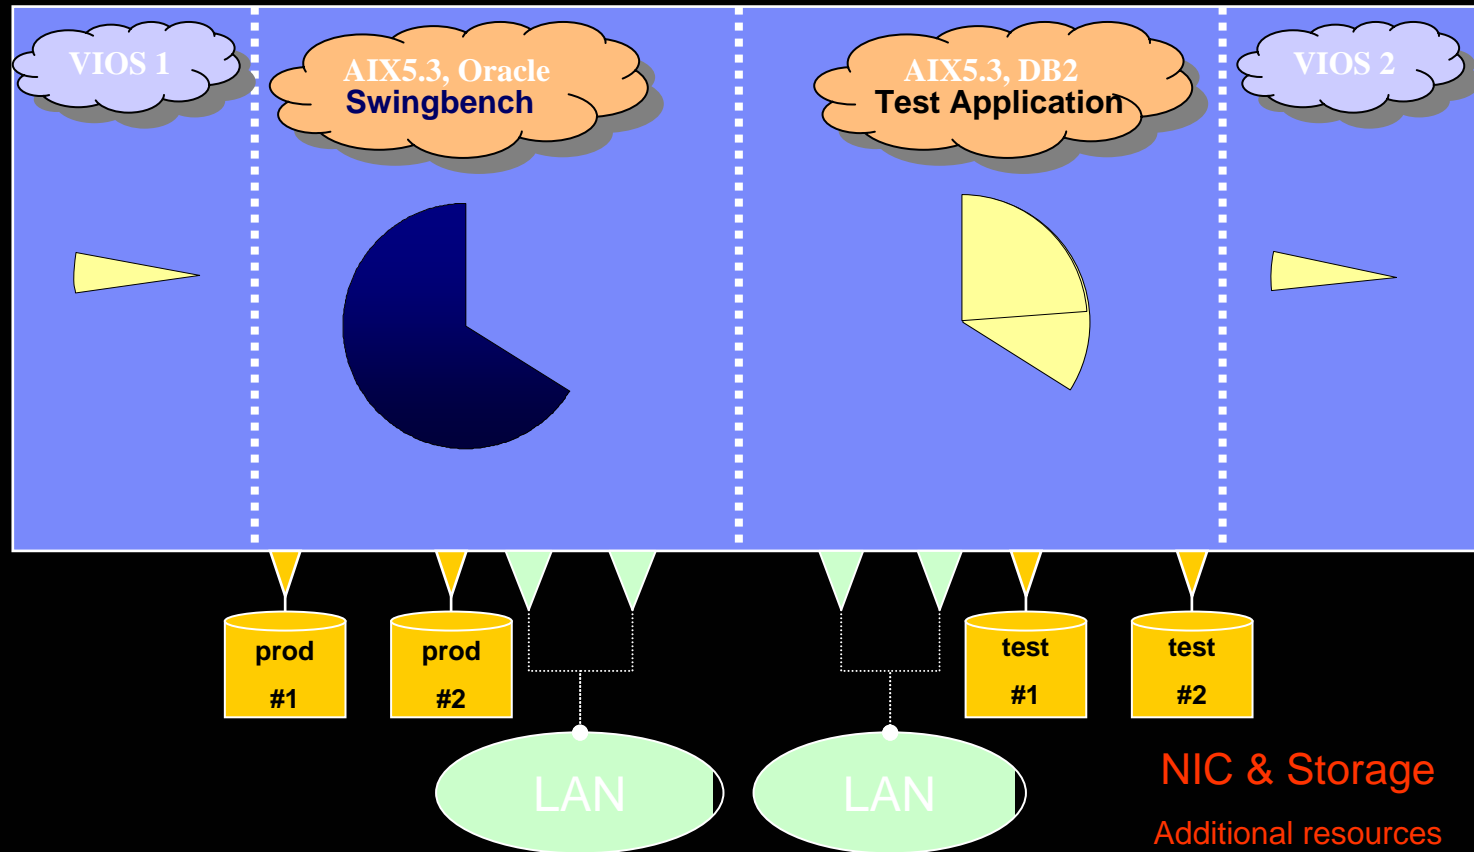 VIOS 1
AIX5.3, Oracle
Swingbench
AIX5.3, DB2
Test Application
VIOS 2
prod
#1
prod
#2
test
#1
test
#2
LAN
LAN
NIC & Storage
Additional resources